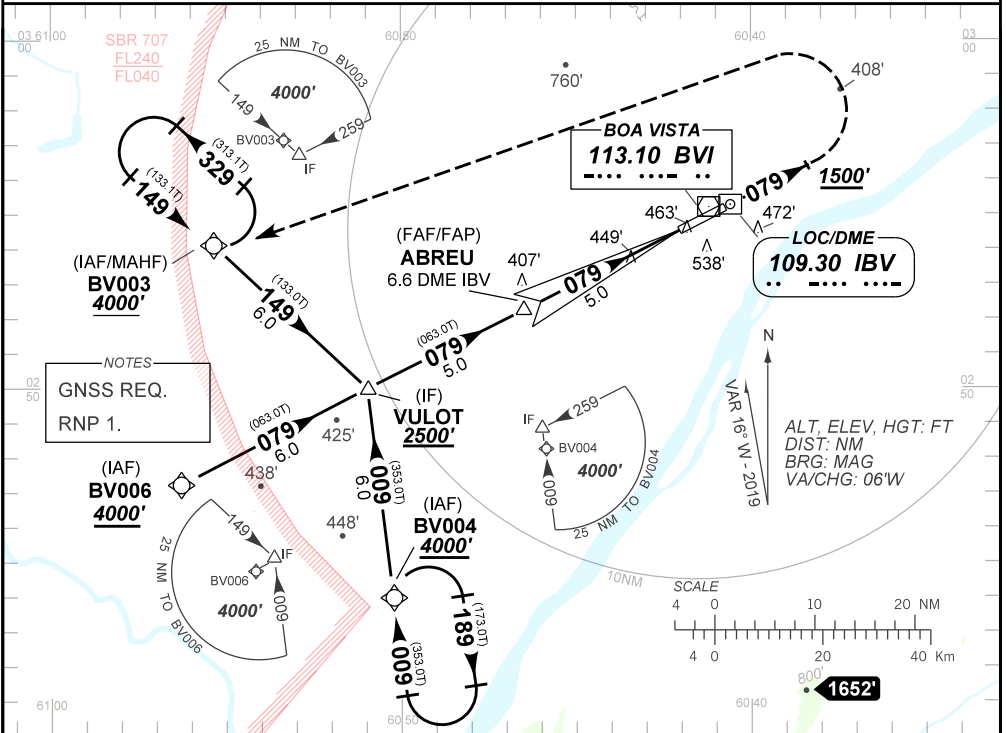 03 61 00
00
60 50
60 40
03
00
SBR 707
FL240
FL040
25 NM TO BV003
4000'
149
259
BV003
IF
760'
408'
BOA VISTA
113.10 BVI
079
1500'
(313.1T)
329
(133.1T)
149
(IAF/MAHF)
BV003
4000'
(FAF/FAP)
ABREU
6.6 DME IBV
407'
463'
449'
472'
538'
LOC/DME
109.30 IBV
079
5.0
(133.0T)
149
6.0
(063.0T)
079
5.0
NOTES
GNSS REQ.
RNP 1.
(IF)
VULOT
2500'
02
50
02
50
N
VAR 16° W - 2019
ALT, ELEV, HGT: FT
DIST: NM
BRG: MAG
VA/CHG: 06'W
(063.0T)
079
6.0
425'
438'
448'
(IAF)
BV006
4000'
(353.0T)
009
6.0
(IAF)
BV004
4000'
IF
259
BV004
4000'
009
25 NM TO BV004
149
IF
BV006
4000'
009
25 NM TO BV006
10NM
(173.0T)
189
(353.0T)
009
SCALE
4 0 10 20 NM
4 0 20 40 Km
800'
1652'
61 00
60 50
60 40